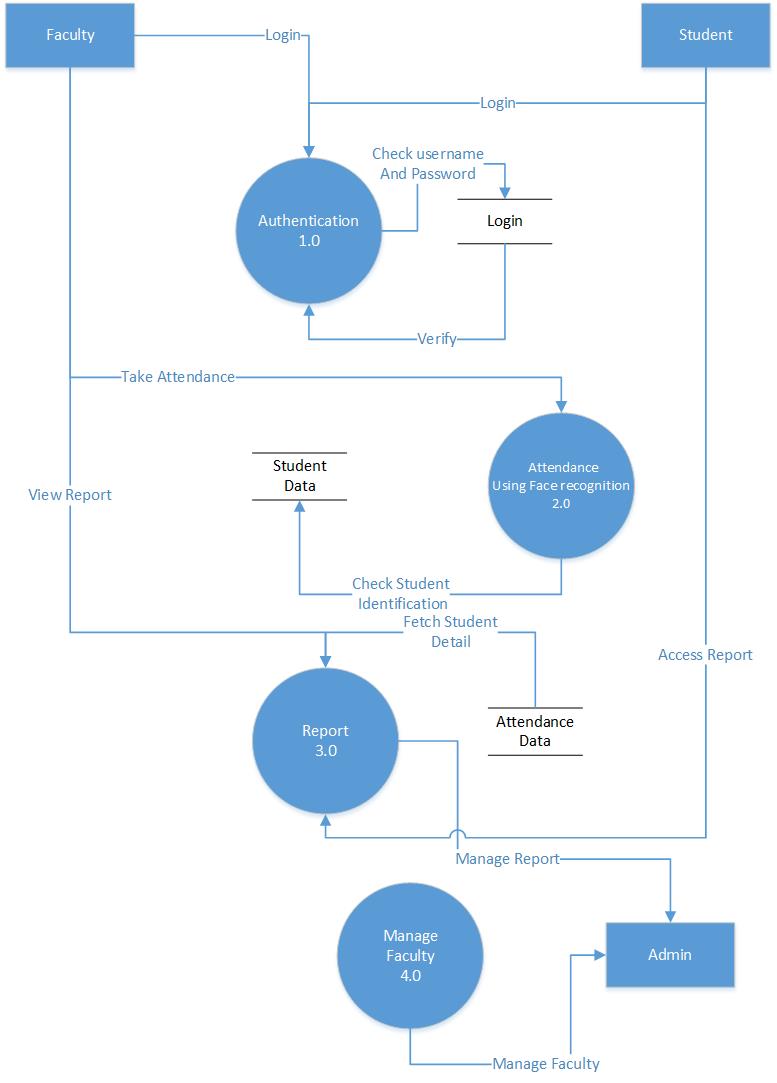 Faculty
Login
Student
Login
Check username
And Password
Authentication
1.0
Login
Verify
Take Attendance
Student
Data
Attendance
Using Face recognition
2.0
View Report
Check Student
Identification
Fetch Student
Detail
Access Report
Report
3.0
Attendance
Data
Manage Report
Manage
Faculty
4.0
Admin
Manage Faculty